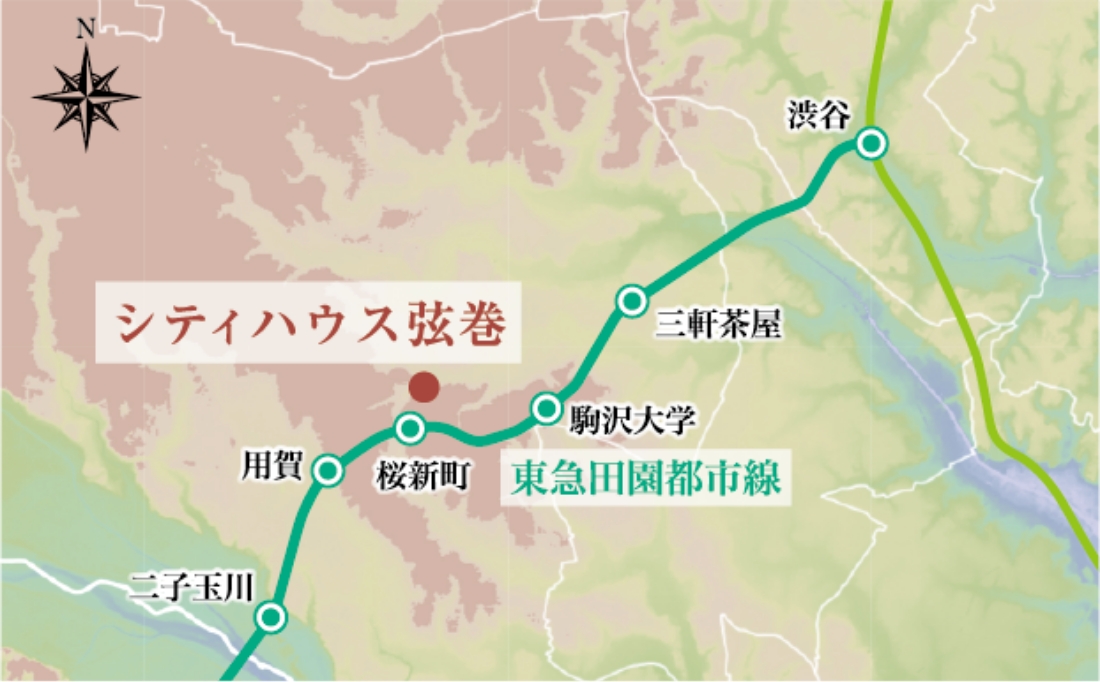 N
渋谷
シティハウス弦巻
三軒茶屋
駒沢大学
用賀
桜新町
東急田園都市線
二子玉川